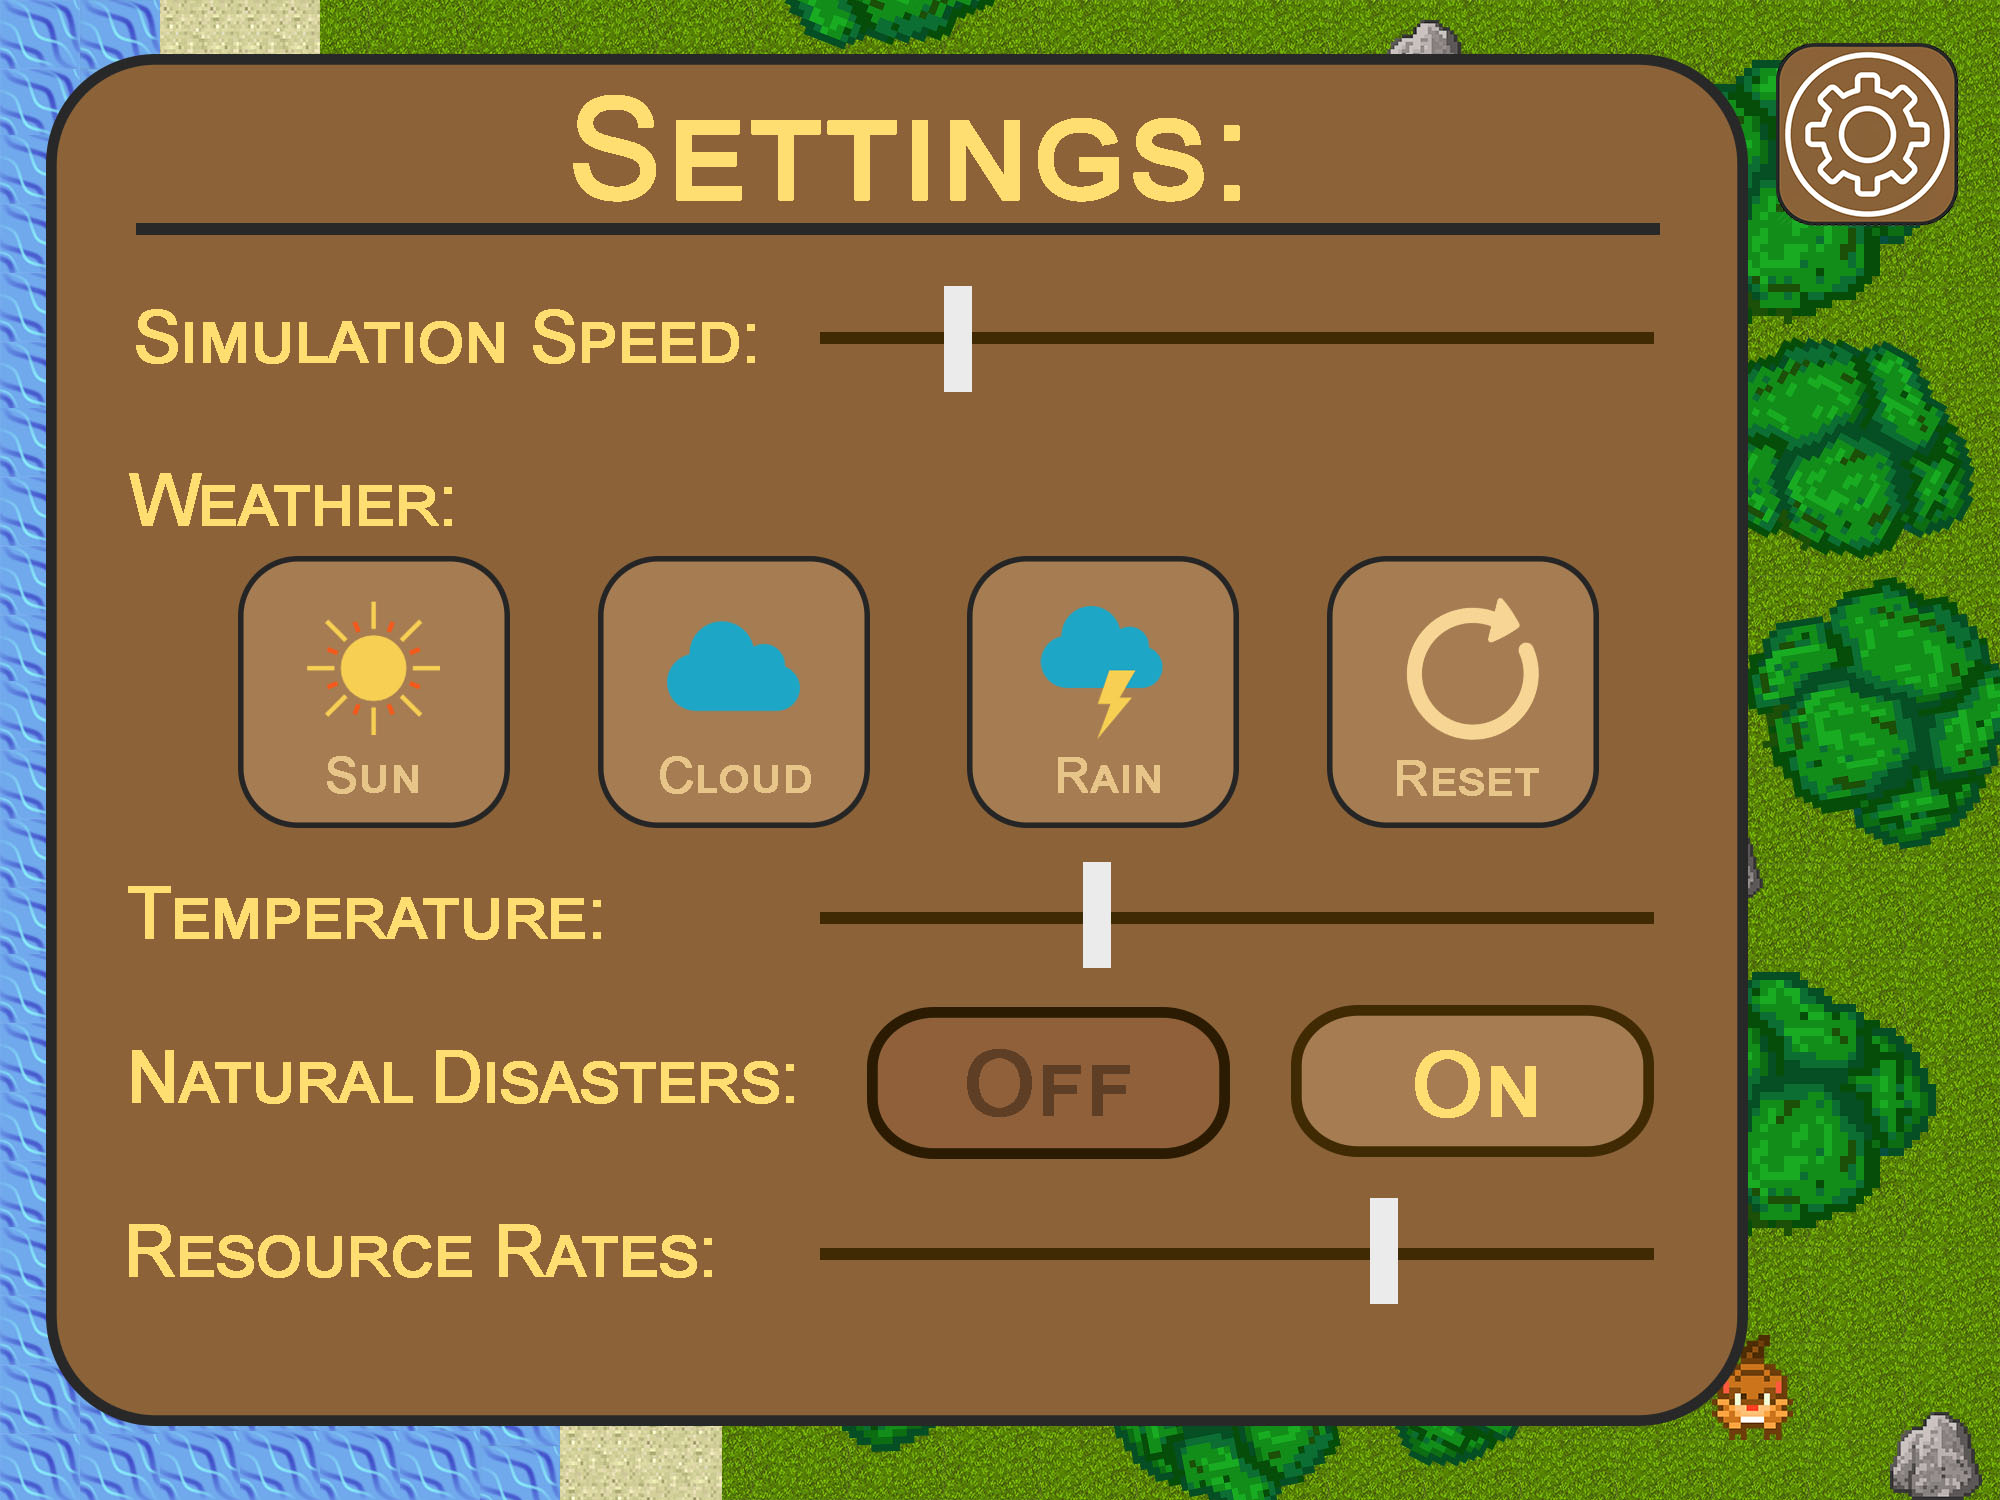 Settings:
Simulation Speed:
Weather:
Sun Cloud Rain Reset
Temperature:
Natural Disasters: Off On
Resource Rates: